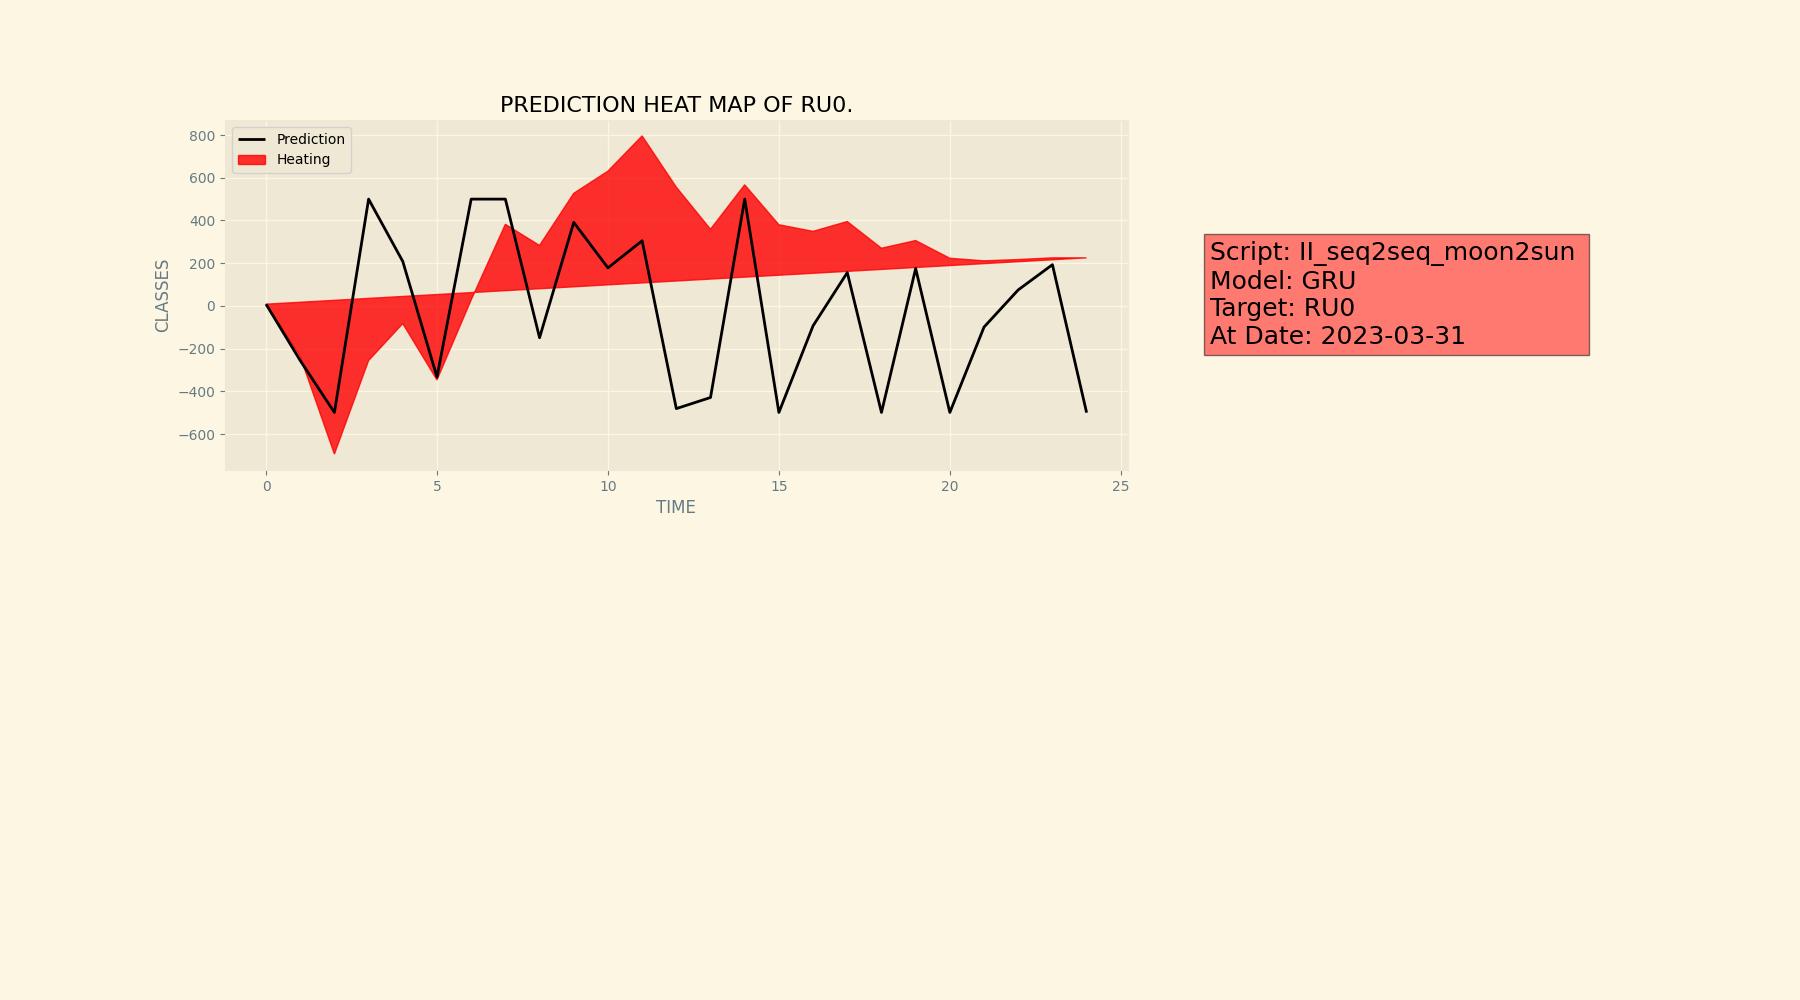 PREDICTION HEAT MAP OF RU0.
Prediction
Heating
800
600
400
200
0
−200
−400
−600
CLASSES
0 5 10 15 20 25
TIME
Script: II_seq2seq_moon2sun
Model: GRU
Target: RU0
At Date: 2023-03-31